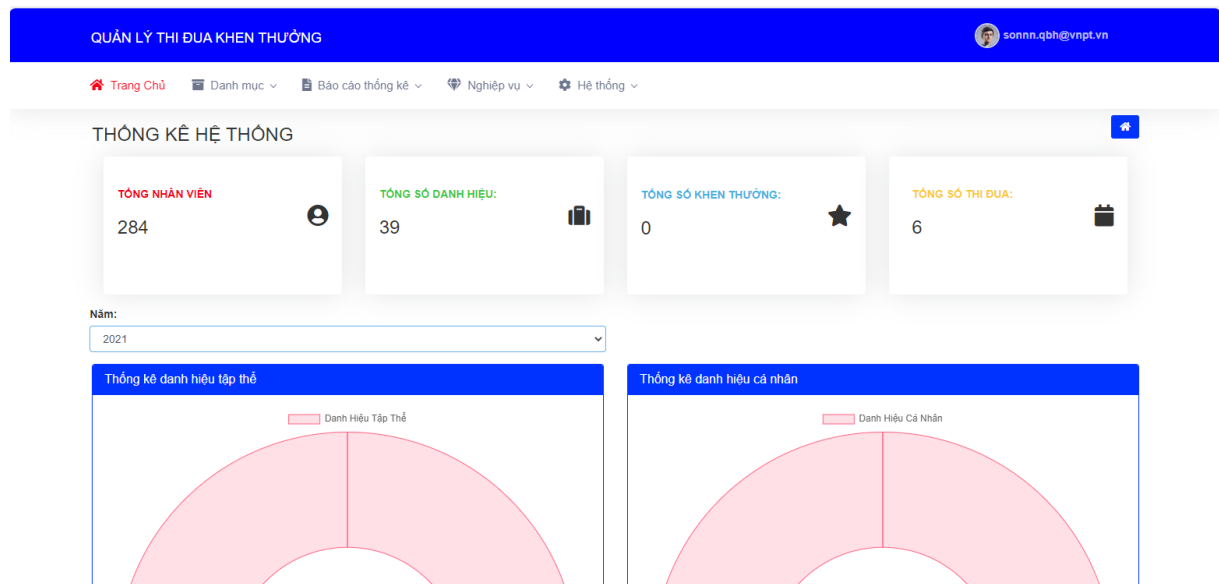 QUẢN LÝ THI ĐUA KHEN THƯỞNG
sonnn.qbh@vnpt.vn
Trang Chủ Danh mục Báo cáo thống kê Nghiệp vụ Hệ thống
THỐNG KÊ HỆ THỐNG
TỔNG NHÂN VIÊN
284
TỔNG SỐ DANH HIỆU:
39
TỔNG SỐ KHEN THƯỞNG:
0
TỔNG SỐ THI ĐUA:
6
Năm:
2021
Thống kê danh hiệu tập thể
Danh Hiệu Tập Thể
Thống kê danh hiệu cá nhân
Danh Hiệu Cá Nhân